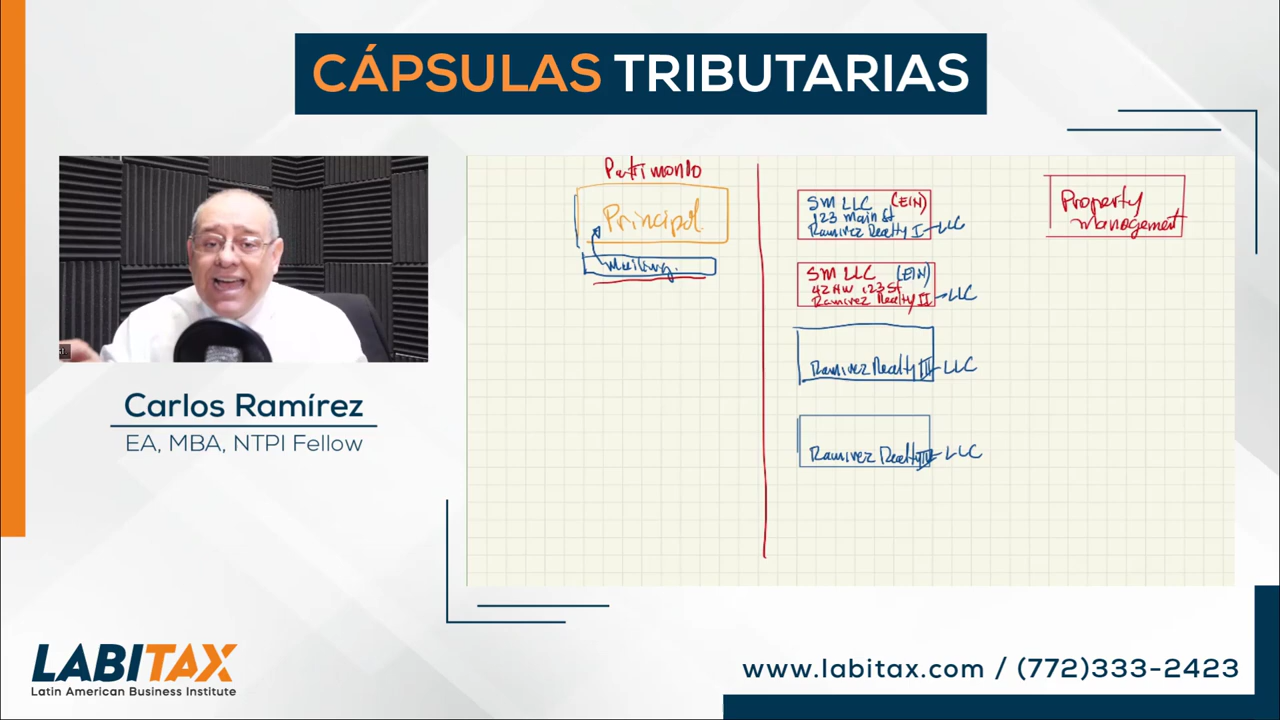 CÁPSULAS TRIBUTARIAS
Patrimonio
Principal
Mailing.
SM LLC (EIN)
123 Main St
Ramirez Realty I - LLC
SM LLC (EIN)
42 NW 123 St
Ramirez Realty II - LLC
Ramirez Realty III - LLC
Ramirez Realty - LLC
Property
Management
Carlos Ramírez
EA, MBA, NTPI Fellow
LABITAX
Latin American Business Institute
www.labitax.com / (772)333-2423